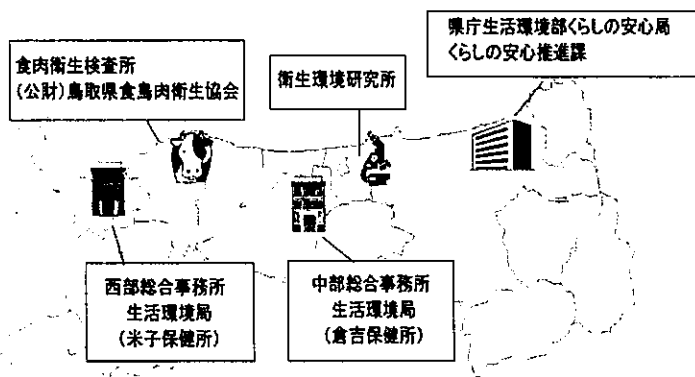 県庁生活環境部くらしの安心局
くらしの安心推進課
食肉衛生検査所
(公財)鳥取県食鳥肉衛生協会
衛生環境研究所
西部総合事務所
生活環境局
(米子保健所)
中部総合事務所
生活環境局
(倉吉保健所)